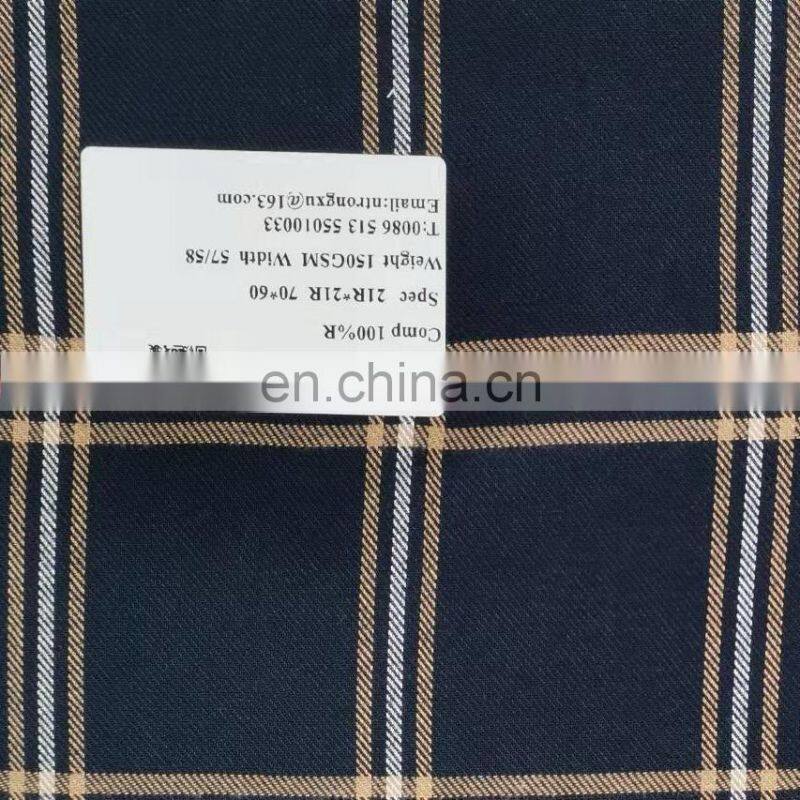 Comp 100%R
Spec 21R*21R 70*60
Weight 150GSM Width 57/58
T:0086 513 55010033
Email:ntrongxu@163.com
en.china.cn